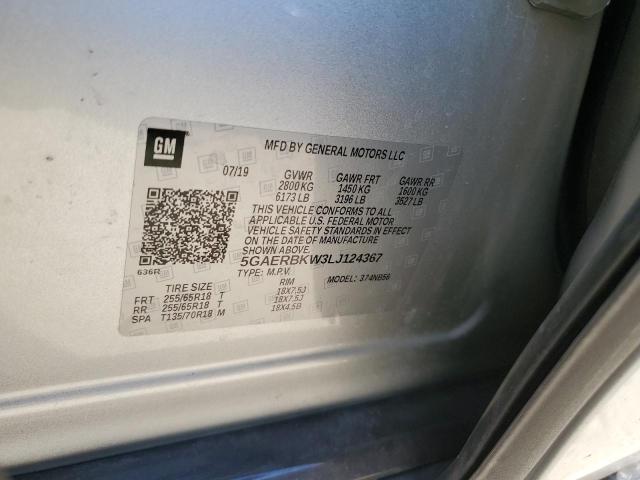 GM
MFD BY GENERAL MOTORS LLC
07/19 GVWR GAWR FRT GAWR RR
2800 KG 1450 KG 1600 KG
6173 LB 3196 LB 3527 LB
THIS VEHICLE CONFORMS TO ALL
APPLICABLE U.S. FEDERAL MOTOR
VEHICLE SAFETY STANDARDS IN EFFECT
ON THE DATE OF MANUFACTURE
SHOWN ABOVE.
5GAERBKW3LJ124367
636R
TYPE: M.P.V. MODEL: 374NB56
TIRE SIZE RIM
FRT 255/65R18 T 18X7.5J
RR 255/65R18 T 18X7.5J
SPA T135/70R18 M 18X4.5B